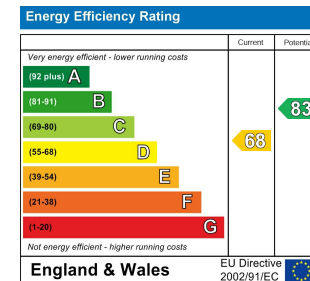 Energy Efficiency Rating
Current Potentia
Very energy efficient - lower running costs
(92 plus) A
(81-91) B
83
(69-80) C
68
(55-68) D
(39-54) E
(21-38) F
(1-20) G
Not energy efficient - higher running costs
England & Wales
EU Directive
2002/91/EC